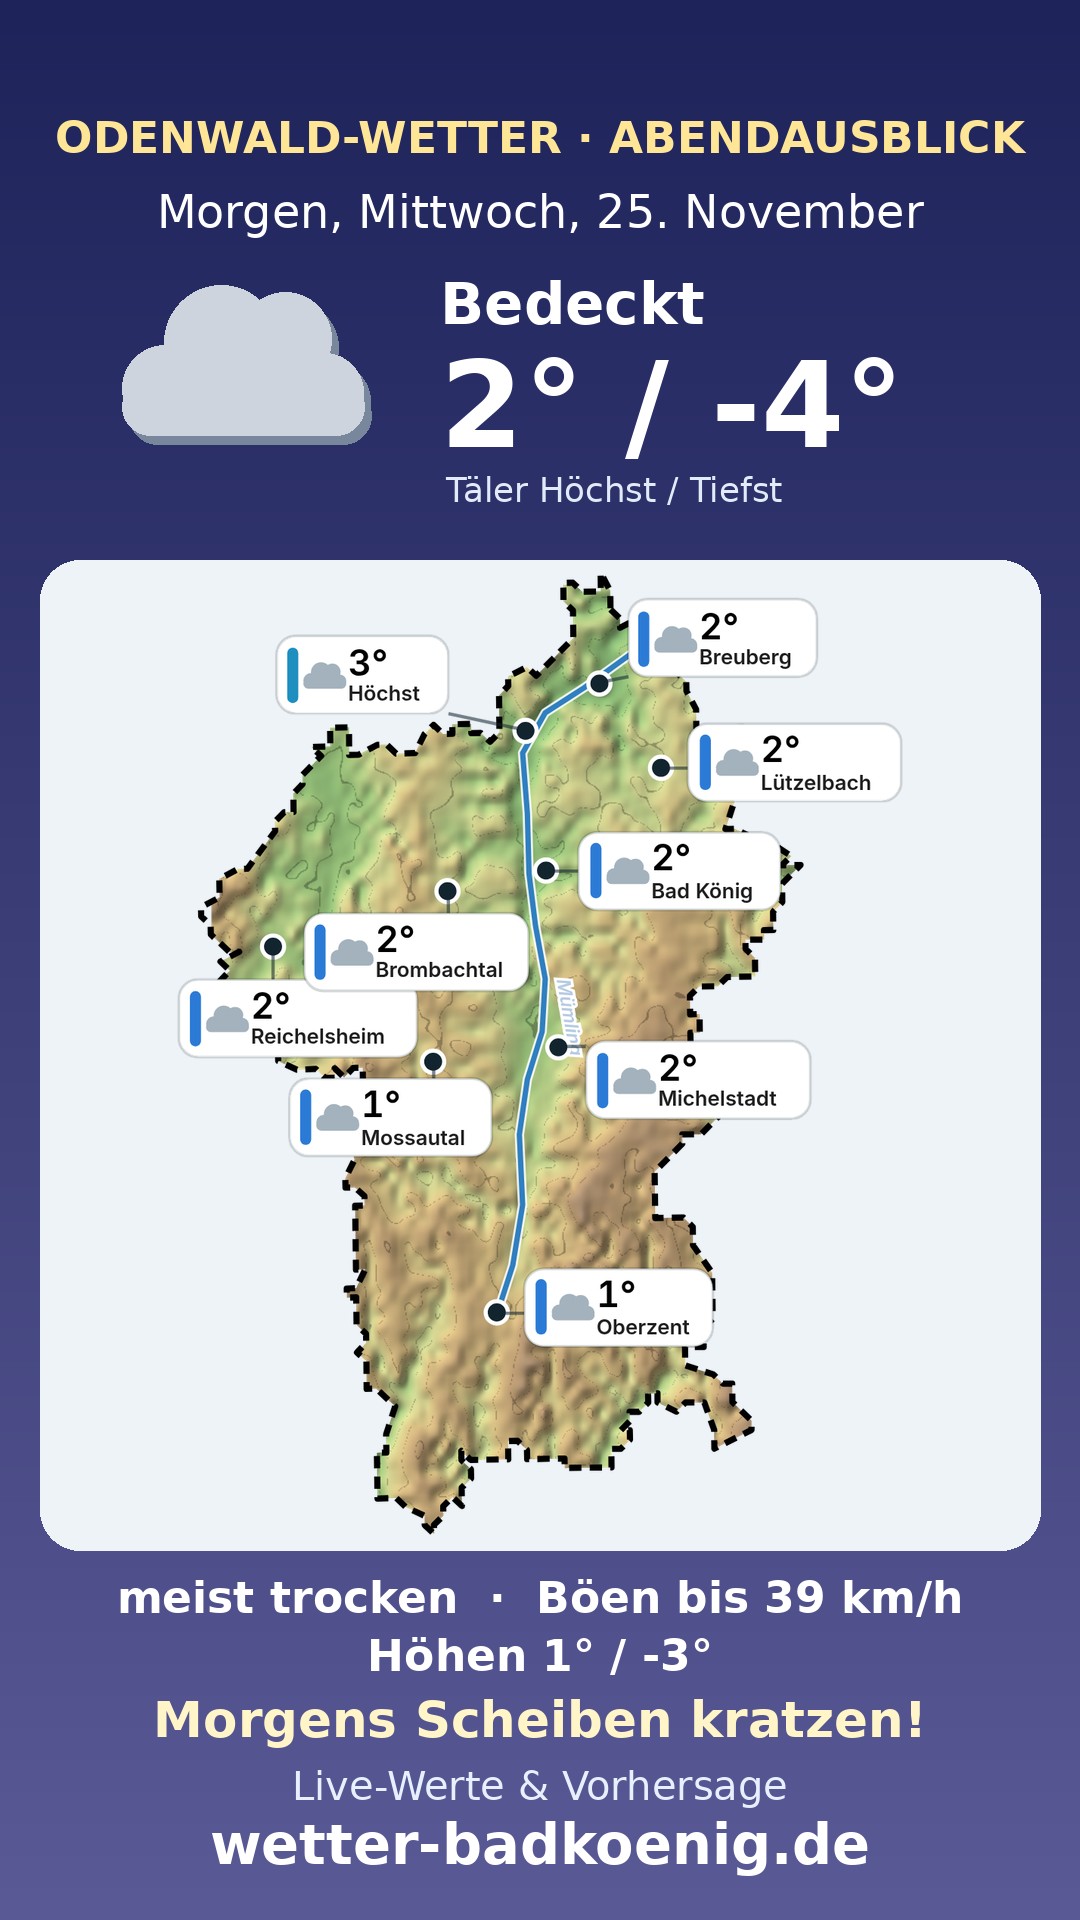 ODENWALD-WETTER · ABENDAUSBLICK
Morgen, Mittwoch, 25. November
Bedeckt
2° / -4°
Täler Höchst / Tiefst
2°
Breuberg
3°
Höchst
2°
Lützelbach
2°
Bad König
2°
Brombachtal
2°
Reichelsheim
Mümling
2°
Michelstadt
1°
Mossautal
1°
Oberzent
meist trocken · Böen bis 39 km/h
Höhen 1° / -3°
Morgens Scheiben kratzen!
Live-Werte & Vorhersage
wetter-badkoenig.de